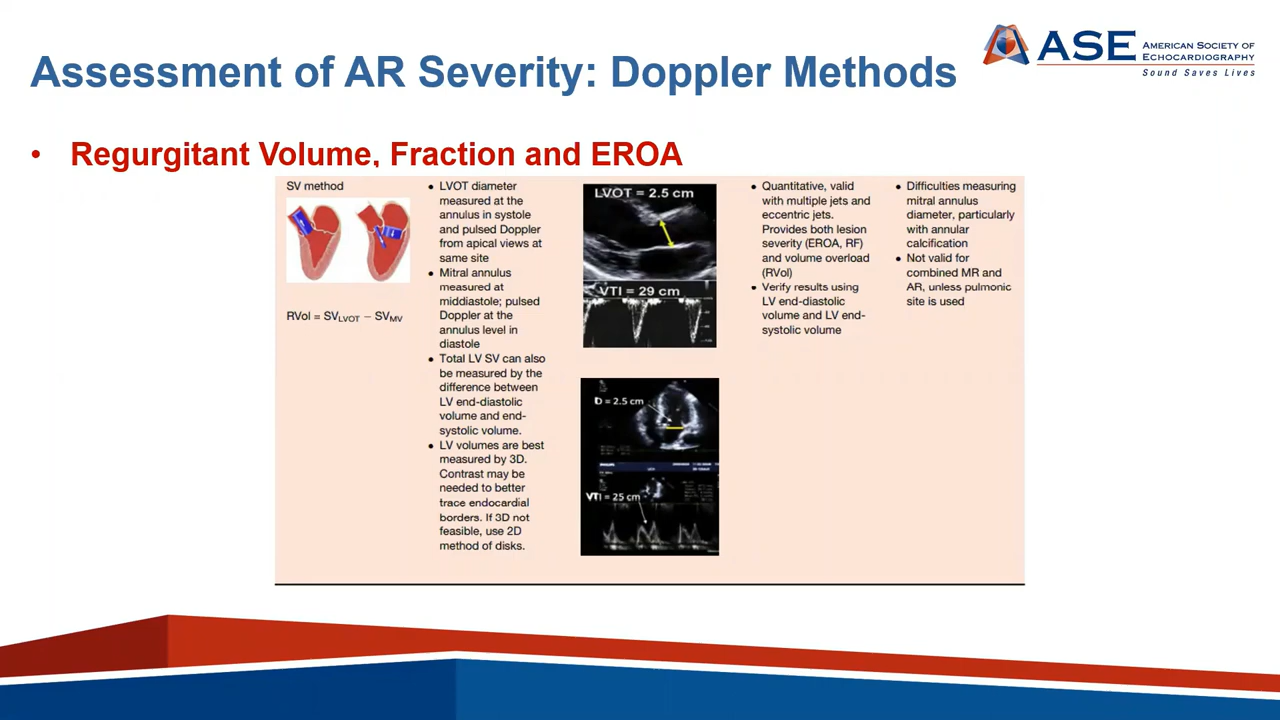 Assessment of AR Severity: Doppler Methods
ASE
AMERICAN SOCIETY OF
ECHOCARDIOGRAPHY
Sound Saves Lives
• Regurgitant Volume, Fraction and EROA
SV method
RVol = SVLVOT − SVMV
• LVOT diameter
measured at the
annulus in systole
and pulsed Doppler
from apical views at
same site
• Mitral annulus
measured at
middiastole; pulsed
Doppler at the
annulus level in
diastole
• Total LV SV can also
be measured by the
difference between
LV end-diastolic
volume and end-
systolic volume.
• LV volumes are best
measured by 3D.
Contrast may be
needed to better
trace endocardial
borders. If 3D not
feasible, use 2D
method of disks.
LVOT = 2.5 cm
VTI = 29 cm
D = 2.5 cm
VTI = 25 cm
• Quantitative, valid
with multiple jets and
eccentric jets.
Provides both lesion
severity (EROA, RF)
and volume overload
(RVol)
• Verify results using
LV end-diastolic
volume and LV end-
systolic volume
• Difficulties measuring
mitral annulus
diameter, particularly
with annular
calcification
• Not valid for
combined MR and
AR, unless pulmonic
site is used